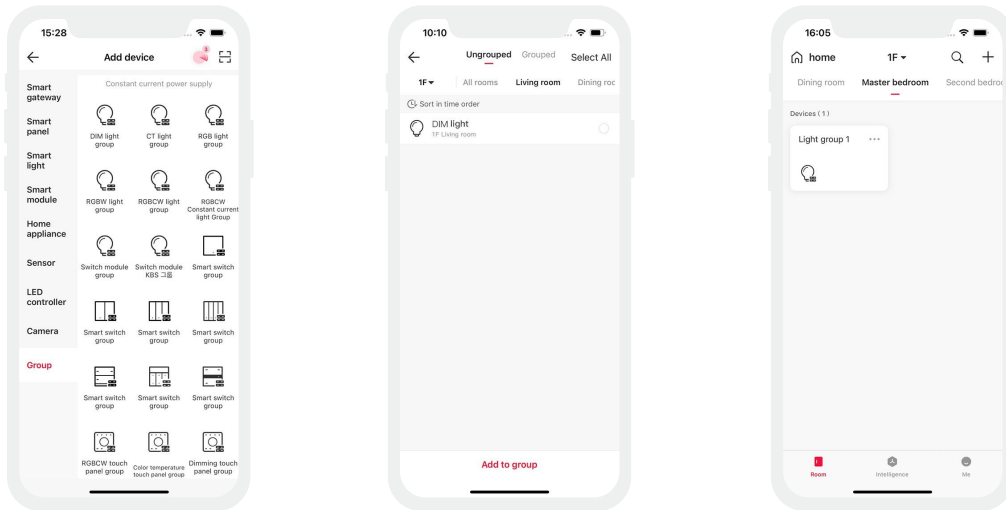 15:28
Add device
Smart
gateway
Smart
panel
Smart
light
Smart
module
Home
appliance
Sensor
LED
controller
Camera
Group
Constant current power supply
DIM light
group
CT light
group
RGB light
group
RGBW light
group
RGBCW light
group
RGBCW
Constant current
light Group
Switch module
group
Switch module
KBS 그룹
Smart switch
group
Smart switch
group
Smart switch
group
Smart switch
group
Smart switch
group
Smart switch
group
Smart switch
group
RGBCW touch
panel group
Color temperature
touch panel group
Dimming touch
panel group
10:10
Ungrouped Grouped Select All
1F All rooms Living room Dining roo
Sort in time order
DIM light
1F Living room
Add to group
16:05
home 1F
Dining room Master bedroom Second bedroo
Devices ( 1 )
Light group 1
Room Intelligence Me